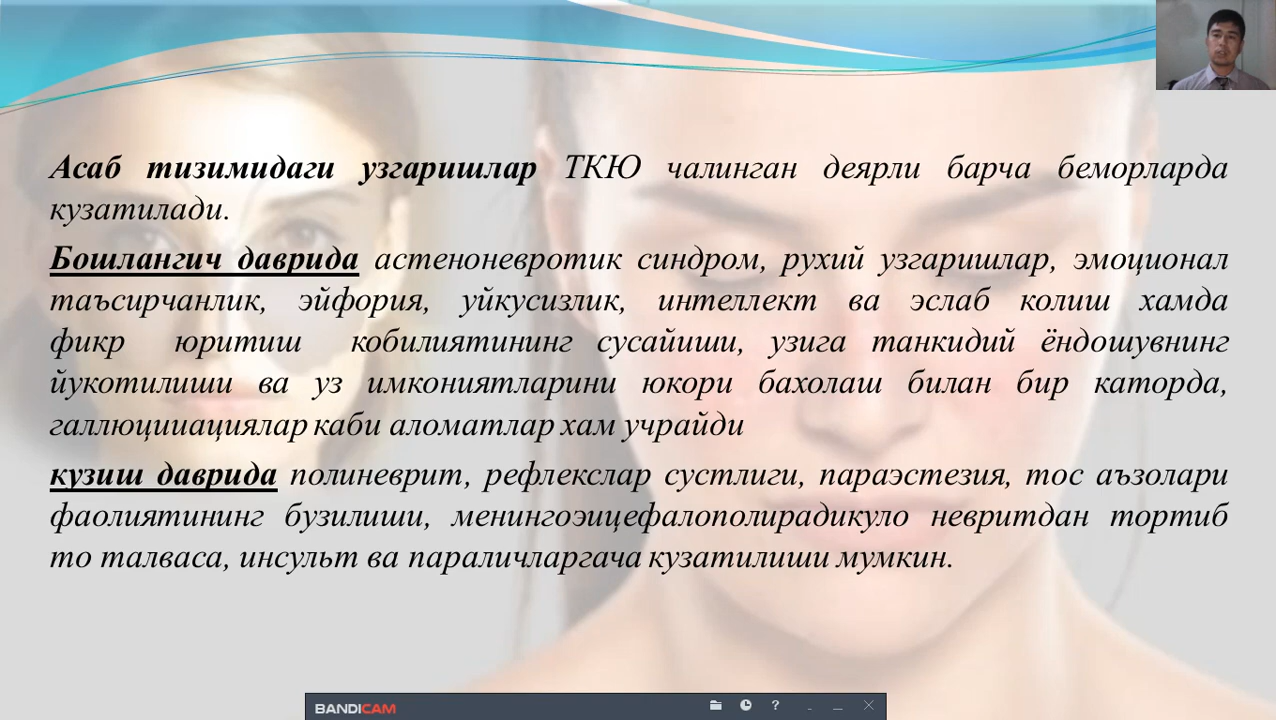 Асаб тизимидаги узгаришлар ТКЮ чалинган деярли барча беморларда
кузатилади.
Бошлангич даврида астеноневротик синдром, рухий узгаришлар, эмоционал
таъсирчанлик, эйфория, уйкусизлик, интеллект ва эслаб колиш хамда
фикр юритиш кобилиятининг сусайиши, узига танкидий ёндошувнинг
йукотилиши ва уз имкониятларини юкори бахолаш билан бир каторда,
галлюцииациялар каби аломатлар хам учрайди
кузиш даврида полиневрит, рефлекслар сустлиги, параэстезия, тос аъзолари
фаолиятининг бузилиши, менингоэицефалополирадикуло невритдан тортиб
то талваса, инсульт ва параличларгача кузатилиши мумкин.
BANDICAM